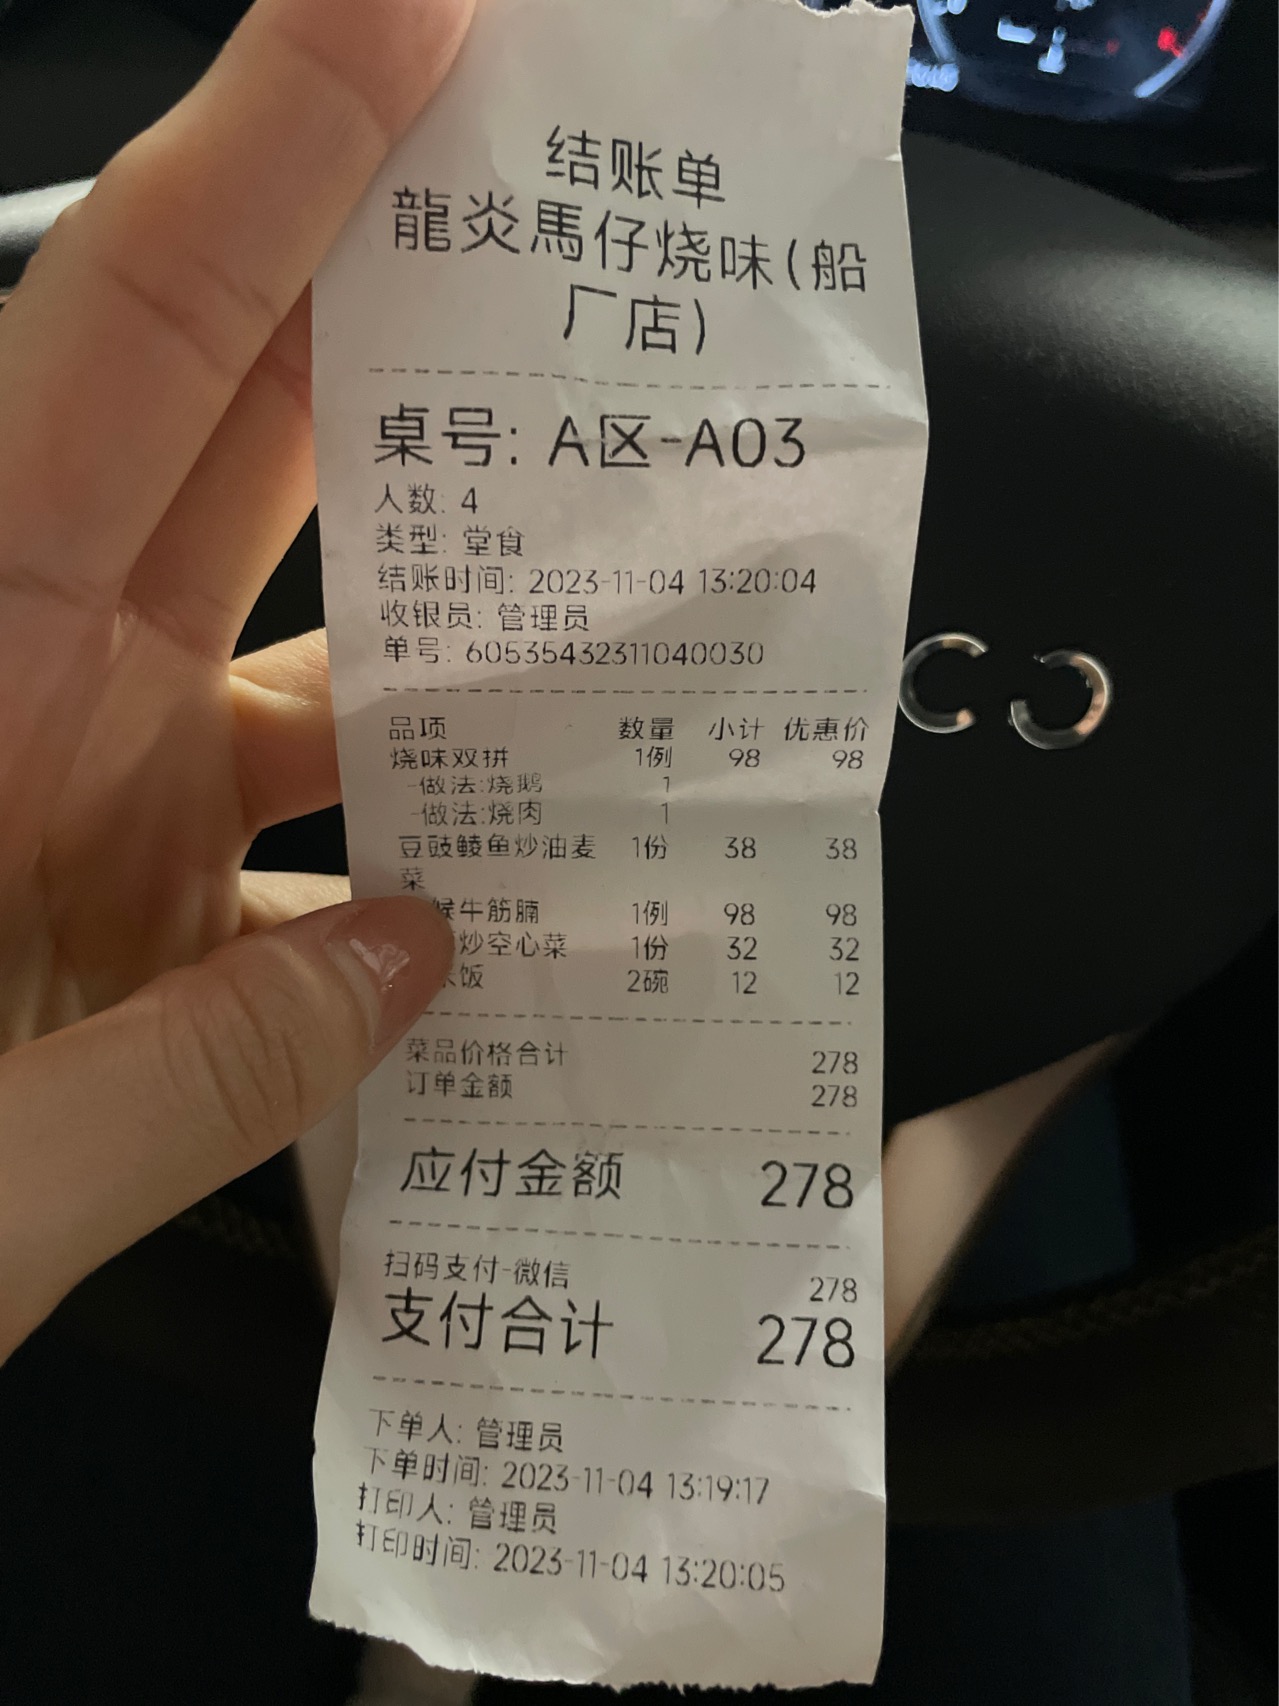 结账单
龍炎馬仔烧味(船
厂店)
桌号: A区-A03
人数: 4
类型: 堂食
结账时间: 2023-11-04 13:20:04
收银员: 管理员
单号: 60535432311040030
品项 数量 小计 优惠价
烧味双拼 1例 98 98
-做法:烧鹅 1
-做法:烧肉 1
豆豉鲮鱼炒油麦 1份 38 38
菜
候牛筋腩 1例 98 98
炒空心菜 1份 32 32
米饭 2碗 12 12
菜品价格合计 278
订单金额 278
应付金额 278
扫码支付-微信 278
支付合计 278
下单人: 管理员
下单时间: 2023-11-04 13:19:17
打印人: 管理员
打印时间: 2023-11-04 13:20:05